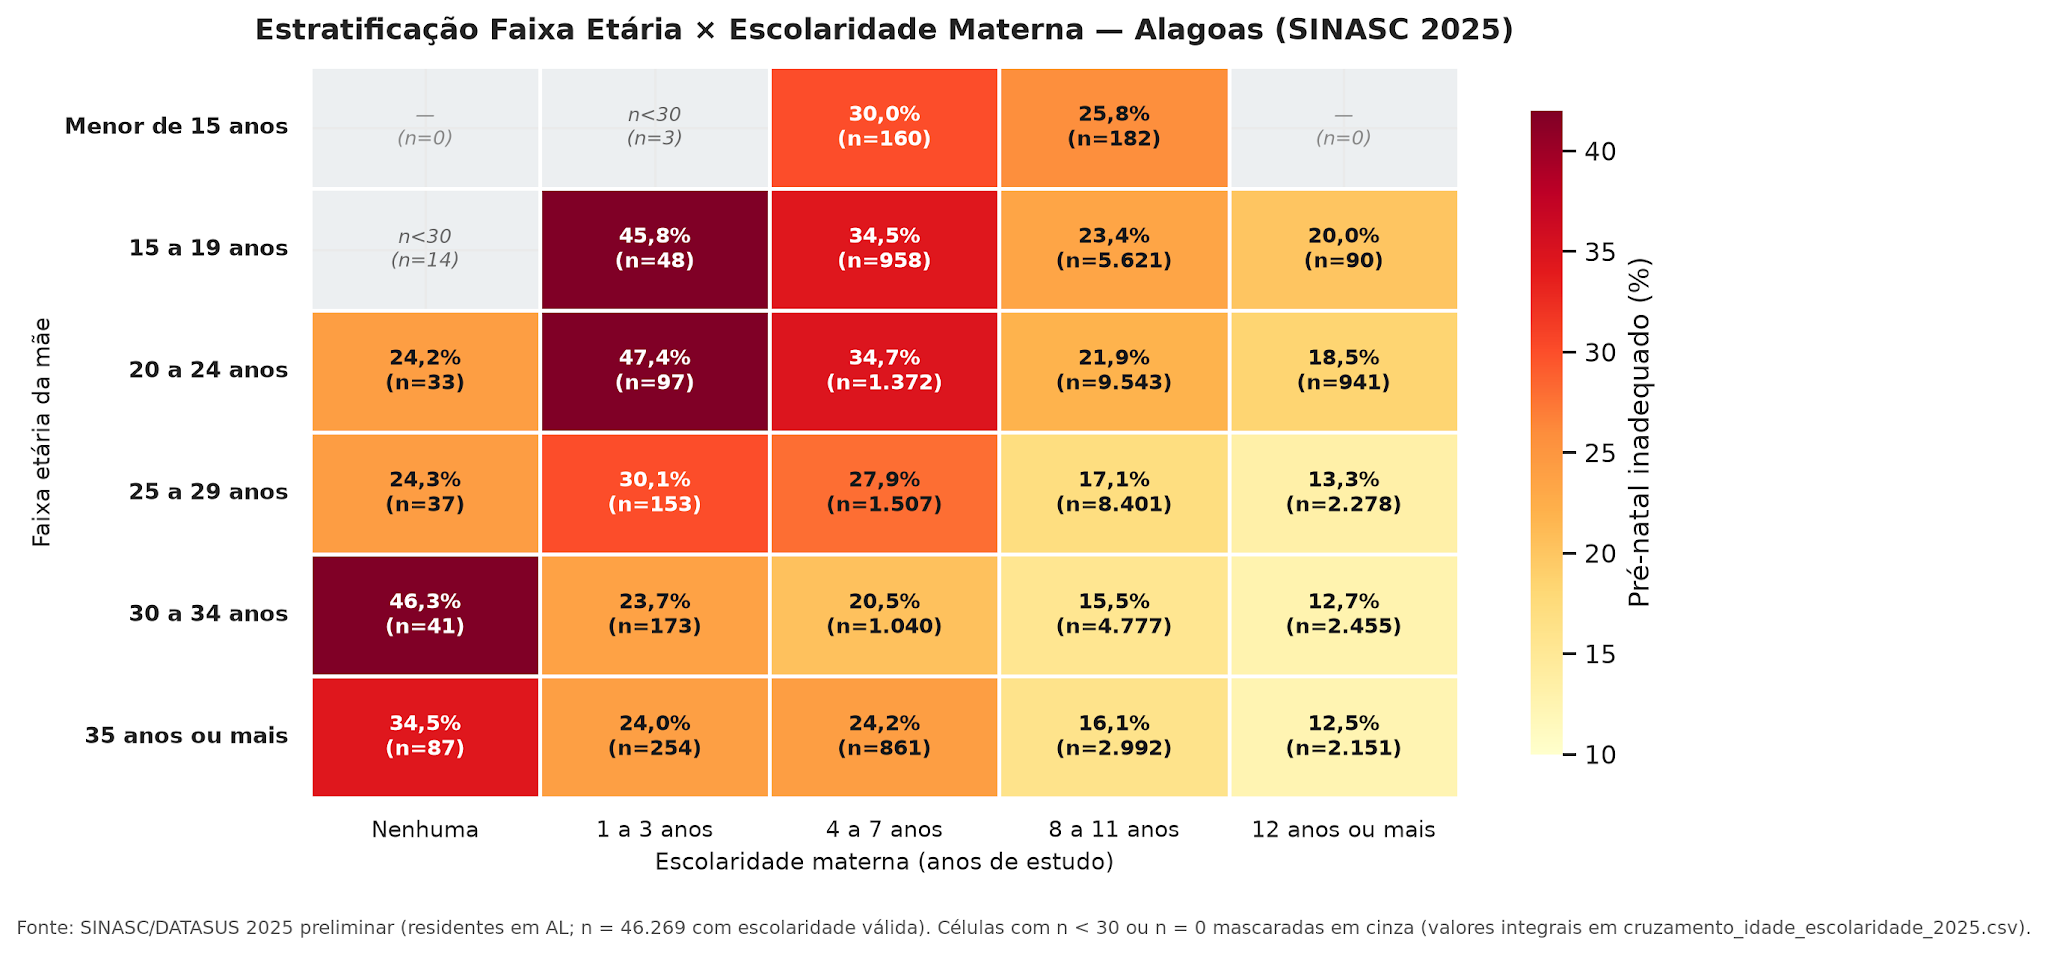 Estratificação Faixa Etária × Escolaridade Materna — Alagoas (SINASC 2025)
Faixa etária da mãe
Menor de 15 anos
—
(n=0)
n<30
(n=3)
30,0%
(n=160)
25,8%
(n=182)
—
(n=0)
15 a 19 anos
n<30
(n=14)
45,8%
(n=48)
34,5%
(n=958)
23,4%
(n=5.621)
20,0%
(n=90)
20 a 24 anos
24,2%
(n=33)
47,4%
(n=97)
34,7%
(n=1.372)
21,9%
(n=9.543)
18,5%
(n=941)
25 a 29 anos
24,3%
(n=37)
30,1%
(n=153)
27,9%
(n=1.507)
17,1%
(n=8.401)
13,3%
(n=2.278)
30 a 34 anos
46,3%
(n=41)
23,7%
(n=173)
20,5%
(n=1.040)
15,5%
(n=4.777)
12,7%
(n=2.455)
35 anos ou mais
34,5%
(n=87)
24,0%
(n=254)
24,2%
(n=861)
16,1%
(n=2.992)
12,5%
(n=2.151)
Nenhuma
1 a 3 anos
4 a 7 anos
8 a 11 anos
12 anos ou mais
Escolaridade materna (anos de estudo)
40
35
30
25
20
15
10
Pré-natal inadequado (%)
Fonte: SINASC/DATASUS 2025 preliminar (residentes em AL; n = 46.269 com escolaridade válida). Células com n < 30 ou n = 0 mascaradas em cinza (valores integrais em cruzamento_idade_escolaridade_2025.csv).